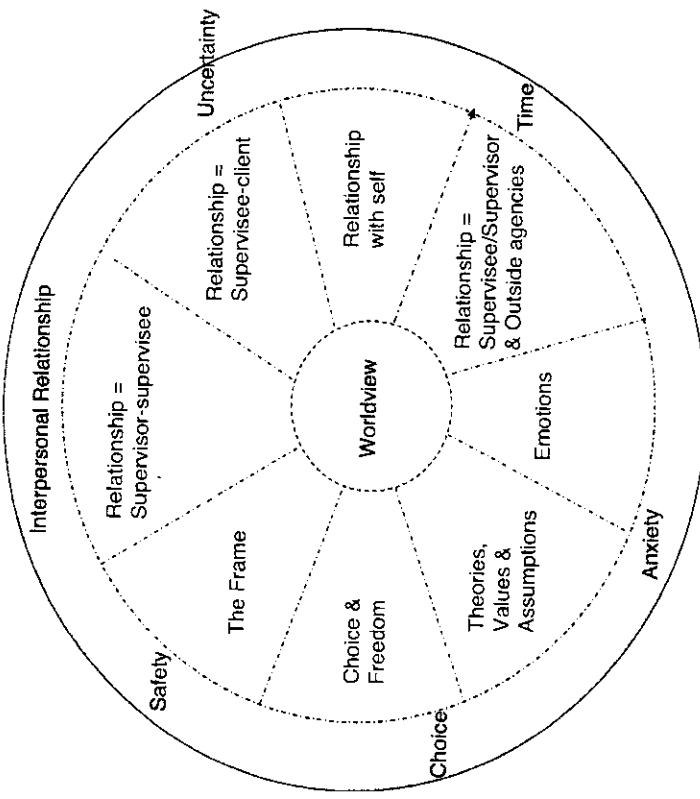 Interpersonal Relationship
Uncertainty
Time
Anxiety
Choice
Safety
Relationship =
Supervisor-supervisee
Relationship =
Supervisee-client
Relationship
with self
Relationship =
Supervisee/Supervisor
& Outside agencies
Emotions
Theories,
Values &
Assumptions
Choice &
Freedom
The Frame
Worldview